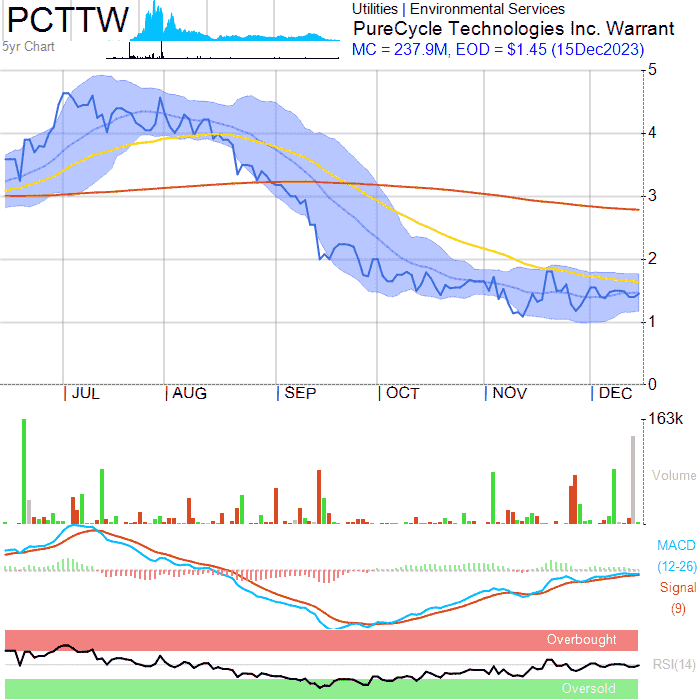 PCTTW
5yr Chart
Utilities | Environmental Services
PureCycle Technologies Inc. Warrant
MC = 237.9M, EOD = $1.45 (15Dec2023)
5
4
3
2
1
0
JUL AUG SEP OCT NOV DEC
163k
Volume
MACD
(12-26)
Signal
(9)
Overbought
RSI(14)
Oversold